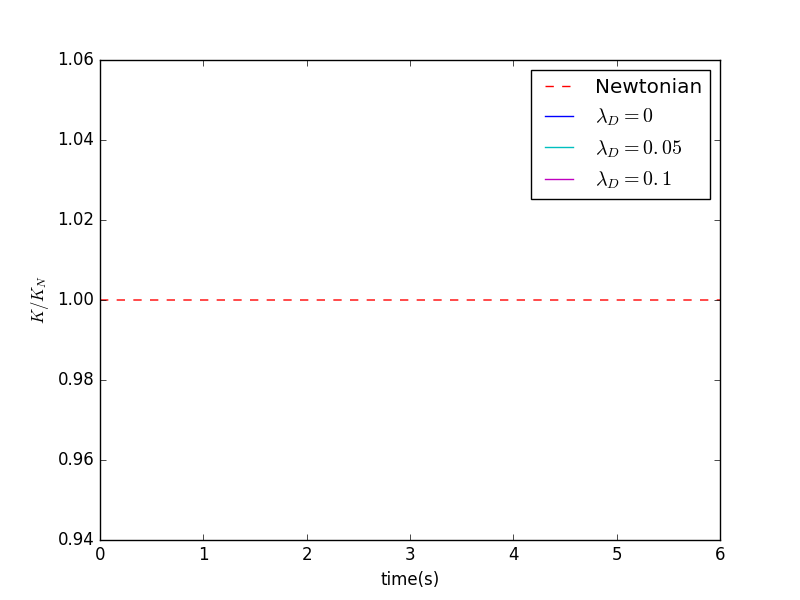 1.06
1.04
1.02
1.00
0.98
0.96
0.94
K/K_N
Newtonian
λ_D = 0
λ_D = 0.05
λ_D = 0.1
0 1 2 3 4 5 6
time(s)